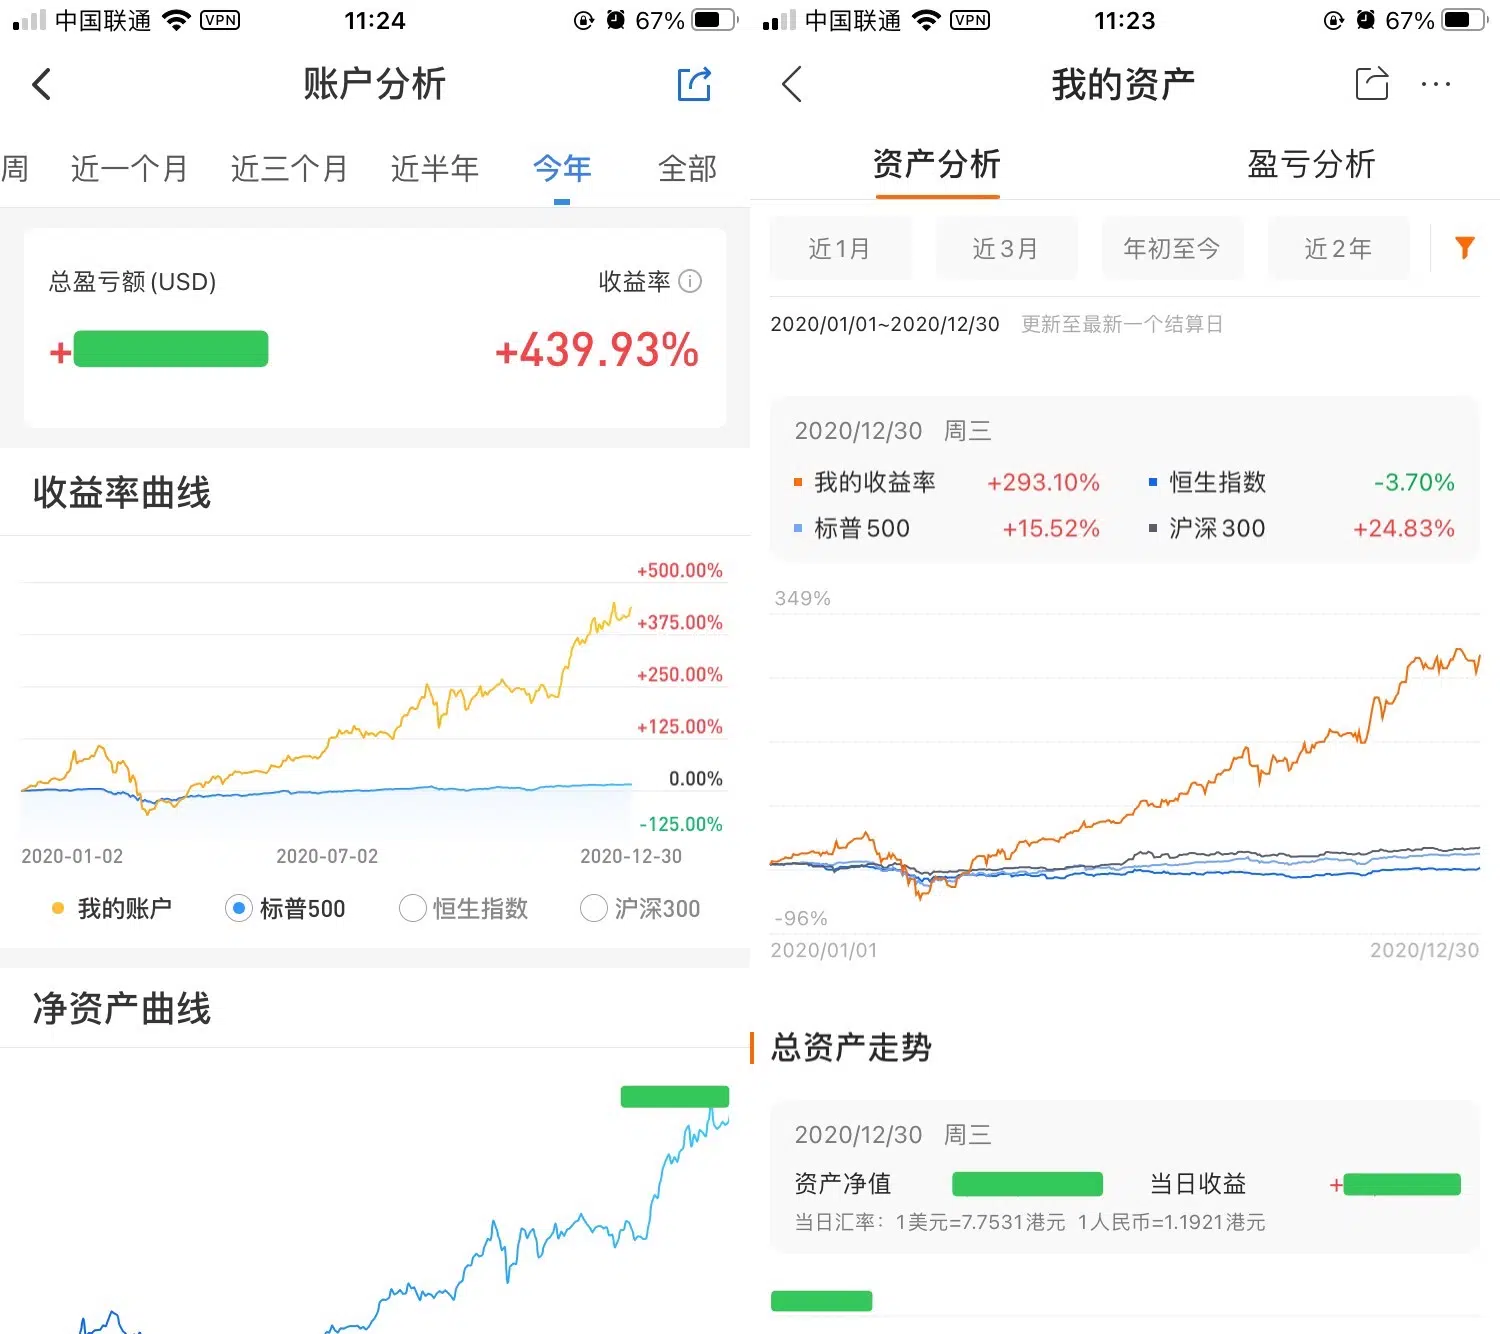 中国联通 VPN 11:24 67%
账户分析
周 近一个月 近三个月 近半年 今年 全部
总盈亏额(USD) 收益率
+ +439.93%
收益率曲线
+500.00%
+375.00%
+250.00%
+125.00%
0.00%
-125.00%
2020-01-02 2020-07-02 2020-12-30
我的账户 标普500 恒生指数 沪深300
净资产曲线
中国联通 VPN 11:23 67%
我的资产
资产分析 盈亏分析
近1月 近3月 年初至今 近2年
2020/01/01~2020/12/30 更新至最新一个结算日
2020/12/30 周三
我的收益率 +293.10% 恒生指数 -3.70%
标普500 +15.52% 沪深300 +24.83%
349%
-96%
2020/01/01 2020/12/30
总资产走势
2020/12/30 周三
资产净值 当日收益 +
当日汇率：1美元=7.7531港元 1人民币=1.1921港元